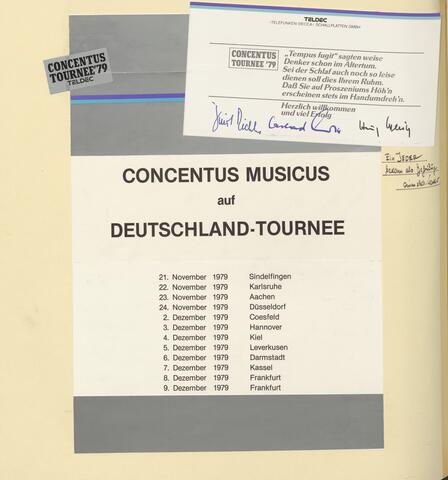 CONCENTUS
TOURNEE '79
TELDEC
TELDEC
»TELEFUNKEN-DECCA« SCHALLPLATTEN GMBH
CONCENTUS
TOURNEE '79
„Tempus fugit“ sagten weise
Denker schon im Altertum.
Sei der Schlaf auch noch so leise
dienen soll dies Ihrem Ruhm.
Daß Sie auf Prosceniums Höh'n
erscheinen stets im Handumdreh'n.
Herzlich willkommen
und viel Erfolg
Ein JEDER
CONCENTUS MUSICUS
auf
DEUTSCHLAND-TOURNEE
21. November 1979 Sindelfingen
22. November 1979 Karlsruhe
23. November 1979 Aachen
24. November 1979 Düsseldorf
2. Dezember 1979 Coesfeld
3. Dezember 1979 Hannover
4. Dezember 1979 Kiel
5. Dezember 1979 Leverkusen
6. Dezember 1979 Darmstadt
7. Dezember 1979 Kassel
8. Dezember 1979 Frankfurt
9. Dezember 1979 Frankfurt